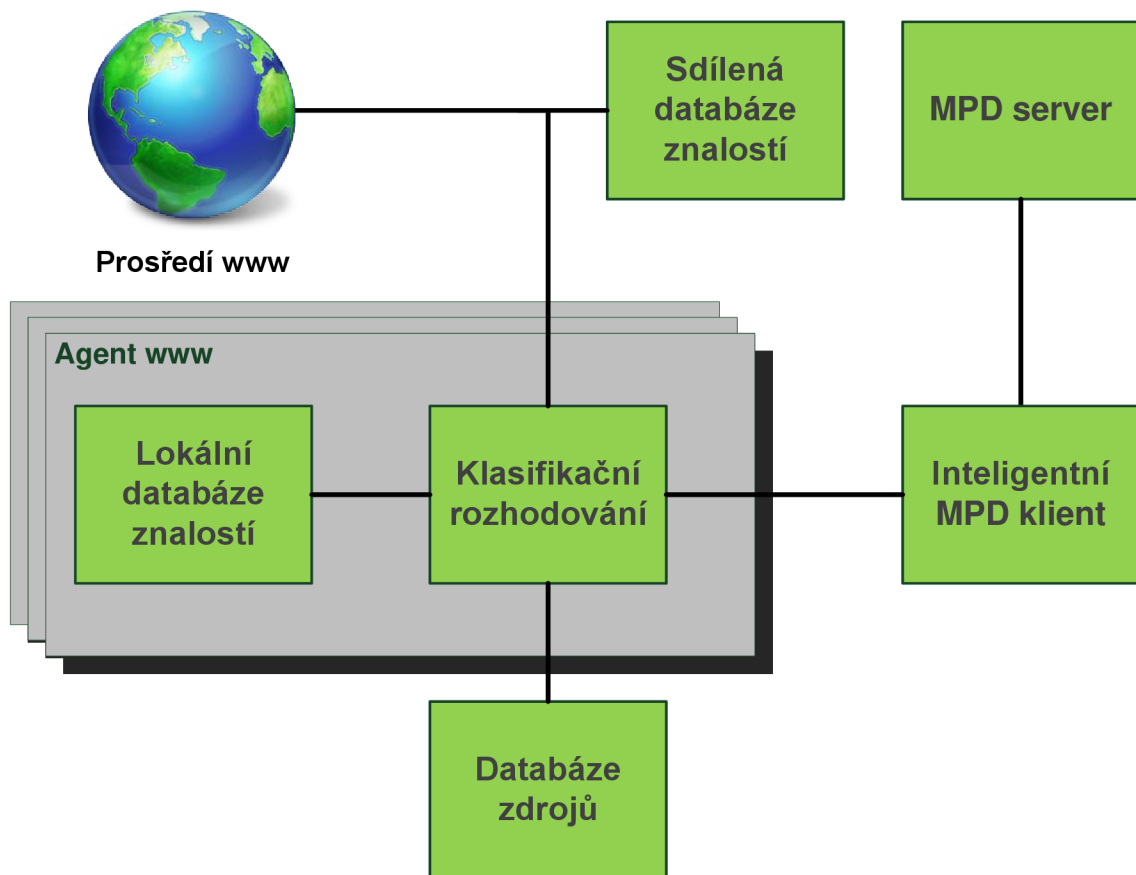 Sdílená
databáze
znalostí
MPD server
Prosředí www
Agent www
Lokální
databáze
znalostí
Klasifikační
rozhodování
Inteligentní
MPD klient
Databáze
zdrojů